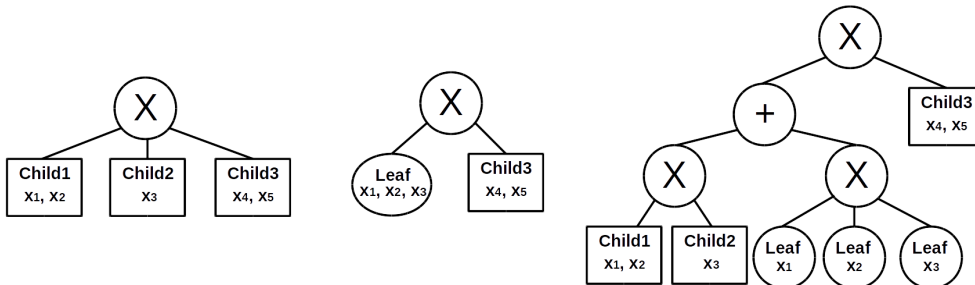 X
Child1
x1, x2
Child2
x3
Child3
x4, x5
X
Leaf
x1, x2, x3
Child3
x4, x5
X
+
Child3
x4, x5
X
X
Child1
x1, x2
Child2
x3
Leaf
x1
Leaf
x2
Leaf
x3